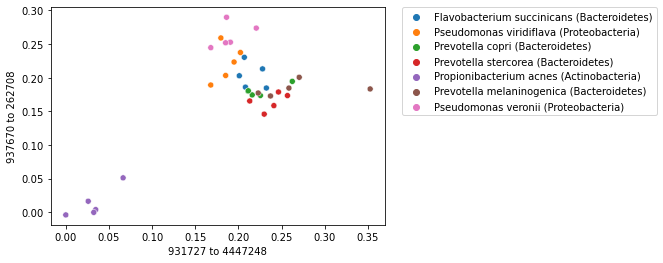 0.30
0.25
0.20
0.15
0.10
0.05
0.00
937670 to 262708
0.00 0.05 0.10 0.15 0.20 0.25 0.30 0.35
931727 to 4447248
Flavobacterium succinicans (Bacteroidetes)
Pseudomonas viridiflava (Proteobacteria)
Prevotella copri (Bacteroidetes)
Prevotella stercorea (Bacteroidetes)
Propionibacterium acnes (Actinobacteria)
Prevotella melaninogenica (Bacteroidetes)
Pseudomonas veronii (Proteobacteria)